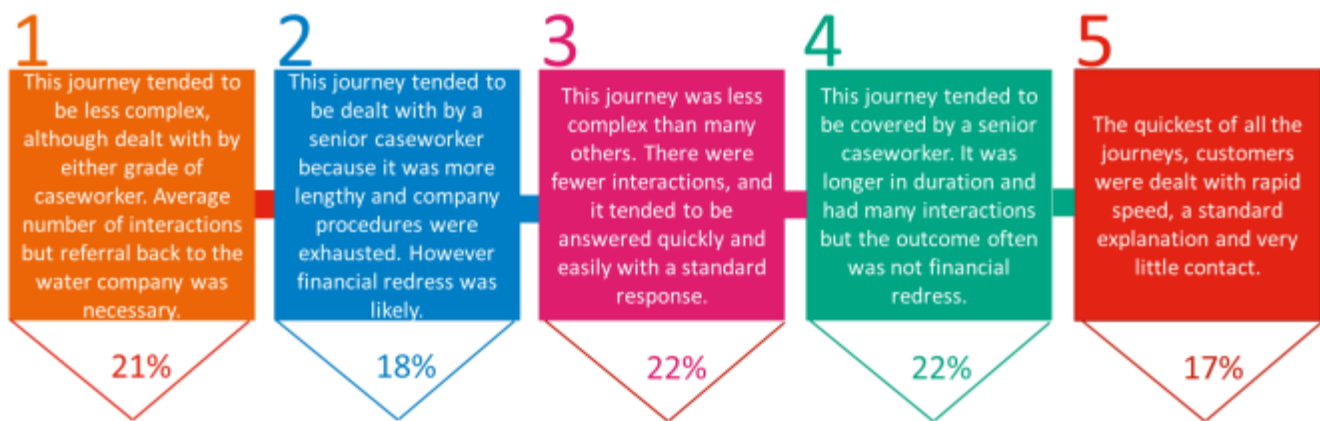 1
This journey tended to
be less complex,
although dealt with by
either grade of
caseworker. Average
number of interactions
but referral back to the
water company was
necessary.
21%
2
This journey tended to
be dealt with by a
senior caseworker
because it was more
lengthy and company
procedures were
exhausted. However
financial redress was
likely.
18%
3
This journey was less
complex than many
others. There were
fewer interactions, and
it tended to be
answered quickly and
easily with a standard
response.
22%
4
This journey tended to
be covered by a senior
caseworker. It was
longer in duration and
had many interactions
but the outcome often
was not financial
redress.
22%
5
The quickest of all the
journeys, customers
were dealt with rapid
speed, a standard
explanation and very
little contact.
17%